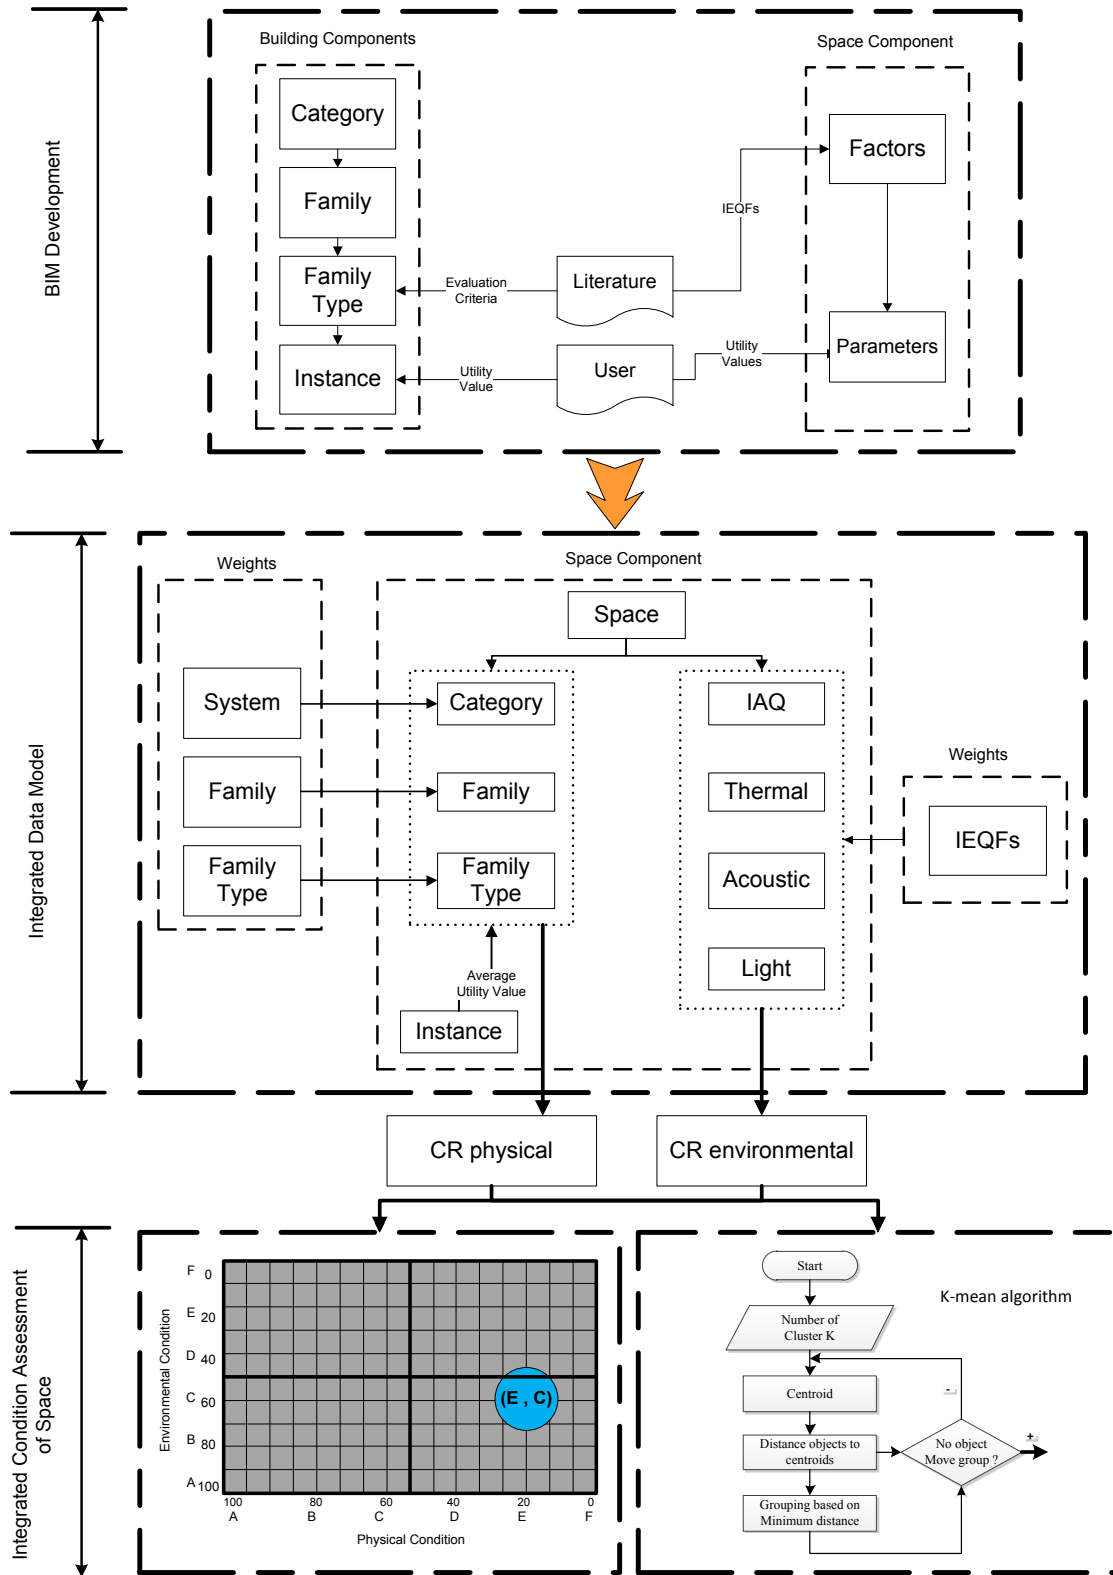 BIM Development
Building Components
Space Component
Category
Family
Family
Type
Instance
Factors
Parameters
IEQFs
Literature
Evaluation
Criteria
User
Utility
Value
Utility
Values
Integrated Data Model
Weights
Space Component
Space
System
Family
Family
Type
Category
Family
Family
Type
Average
Utility Value
Instance
IAQ
Thermal
Acoustic
Light
Weights
IEQFs
CR physical
CR environmental
Integrated Condition Assessment
of Space
Environmental Condition
F 0
E 20
D 40
C 60
B 80
A 100
(E , C)
100 80 60 40 20 0
A B C D E F
Physical Condition
K-mean algorithm
Start
Number of
Cluster K
Centroid
Distance objects to
centroids
Grouping based on
Minimum distance
No object
Move group ?
-
+